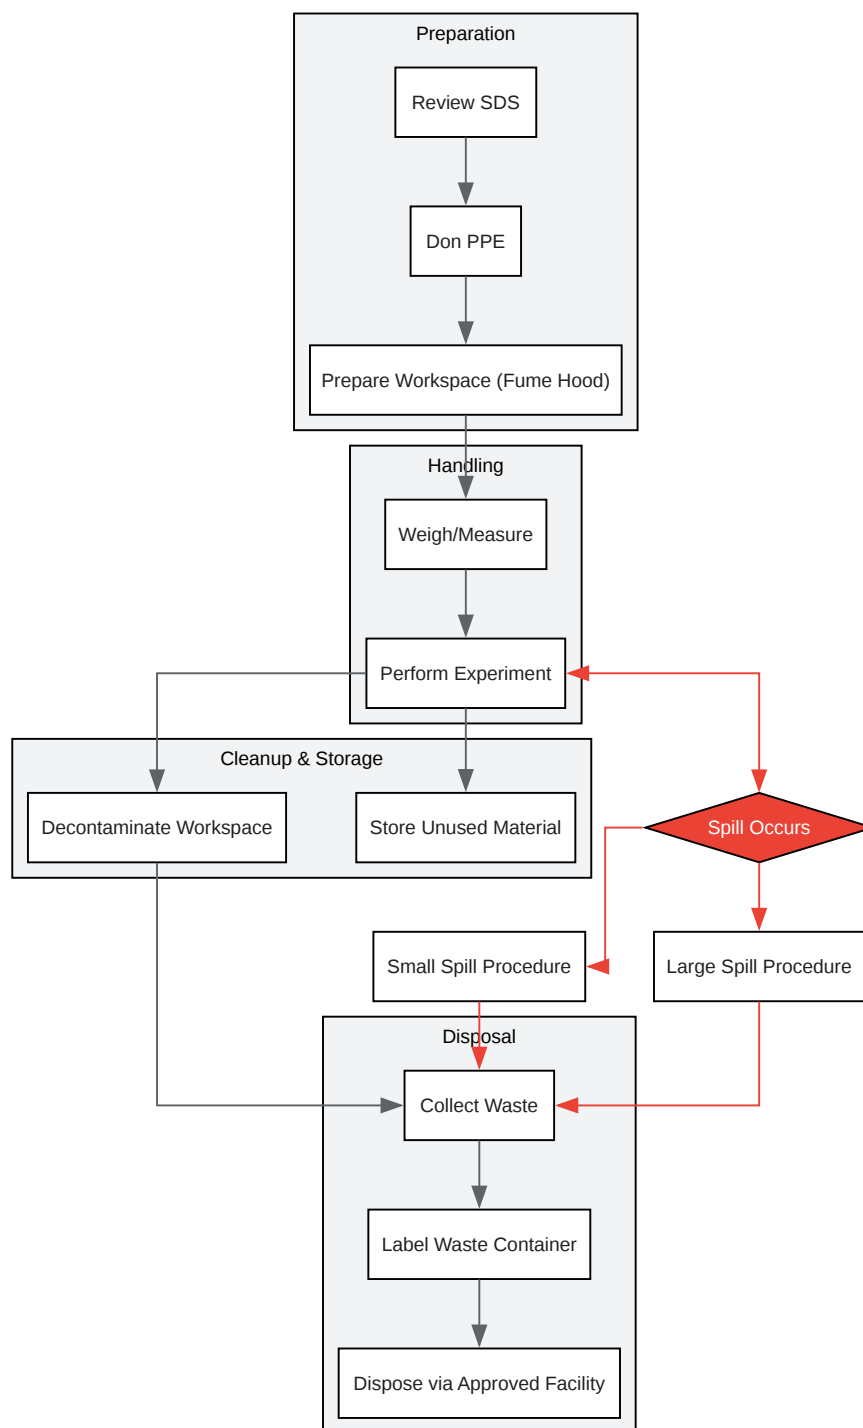 Preparation
Review SDS
Don PPE
Prepare Workspace (Fume Hood)
Handling
Weigh/Measure
Perform Experiment
Cleanup & Storage
Decontaminate Workspace
Store Unused Material
Spill Occurs
Small Spill Procedure
Large Spill Procedure
Disposal
Collect Waste
Label Waste Container
Dispose via Approved Facility